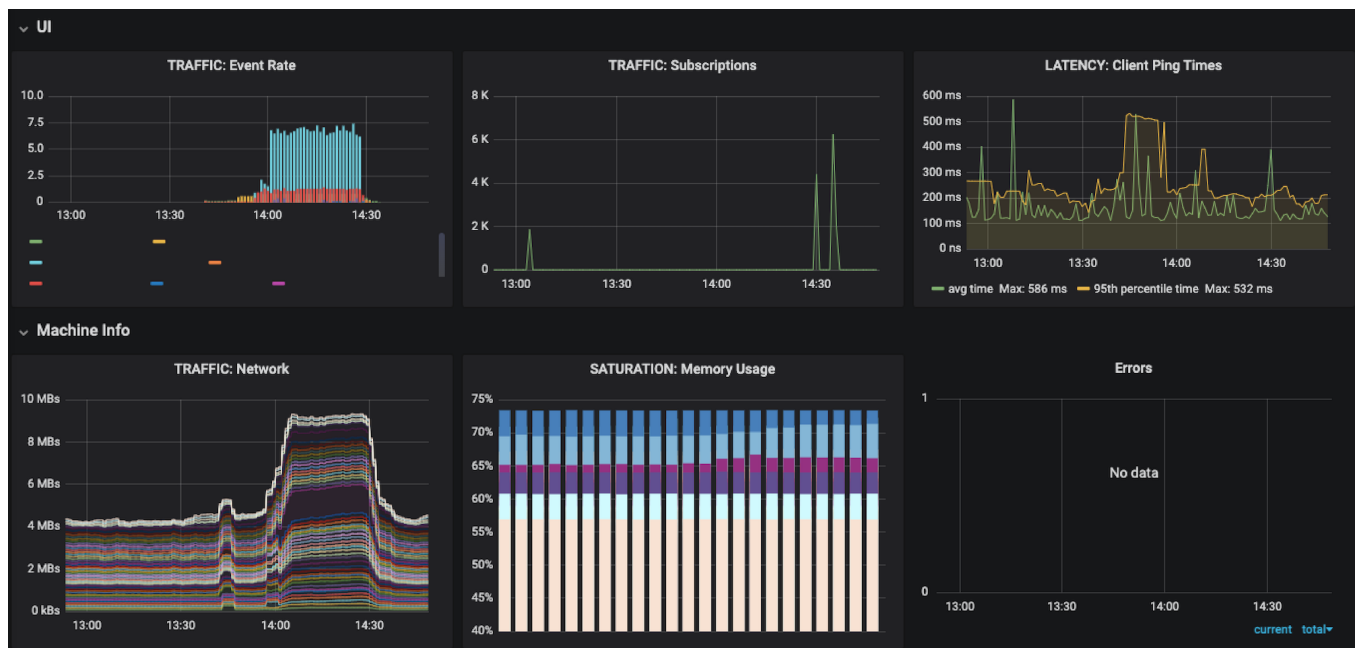 UI
TRAFFIC: Event Rate
10.0
7.5
5.0
2.5
0
13:00 13:30 14:00 14:30
TRAFFIC: Subscriptions
8 K
6 K
4 K
2 K
0
13:00 13:30 14:00 14:30
LATENCY: Client Ping Times
600 ms
500 ms
400 ms
300 ms
200 ms
100 ms
0 ns
13:00 13:30 14:00 14:30
avg time Max: 586 ms 95th percentile time Max: 532 ms
Machine Info
TRAFFIC: Network
10 MBs
8 MBs
6 MBs
4 MBs
2 MBs
0 kBs
13:00 13:30 14:00 14:30
SATURATION: Memory Usage
75%
70%
65%
60%
55%
50%
45%
40%
Errors
1
No data
0
13:00 13:30 14:00 14:30
current total